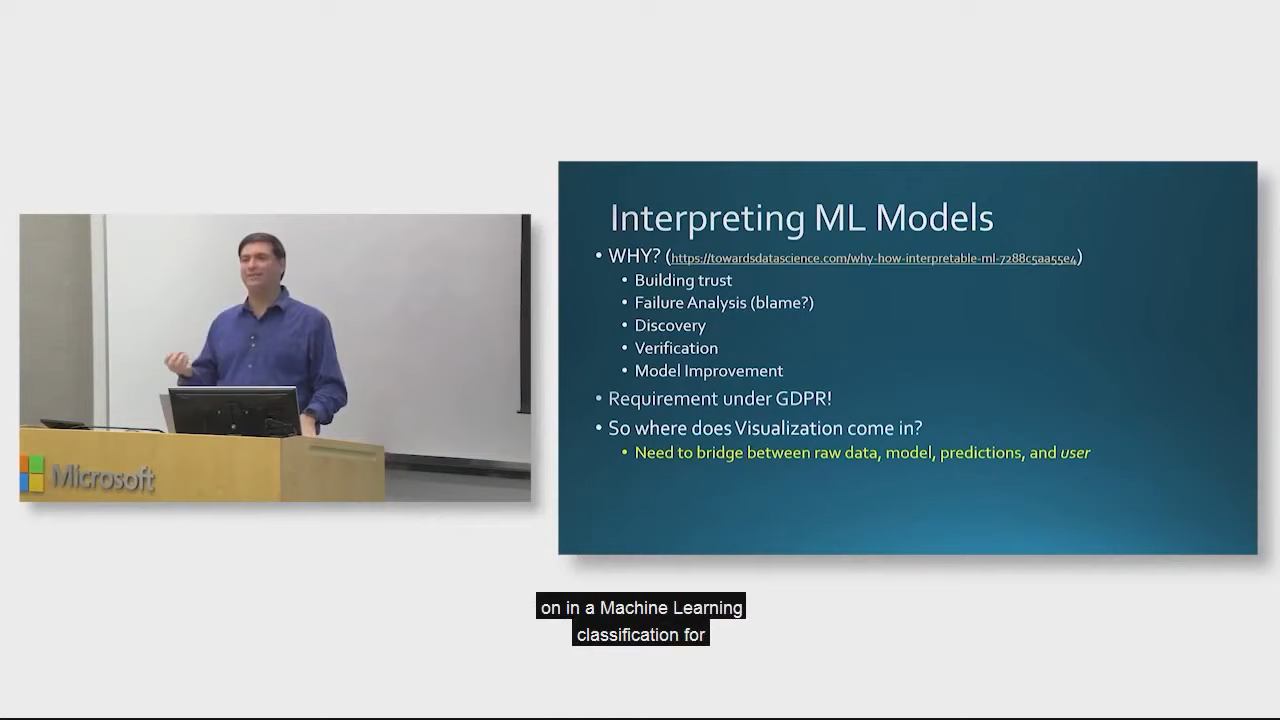 Microsoft
Interpreting ML Models
• WHY? (https://towardsdatascience.com/why-how-interpretable-ml-7288c5aa55e4)
• Building trust
• Failure Analysis (blame?)
• Discovery
• Verification
• Model Improvement
• Requirement under GDPR!
• So where does Visualization come in?
• Need to bridge between raw data, model, predictions, and user
on in a Machine Learning
classification for